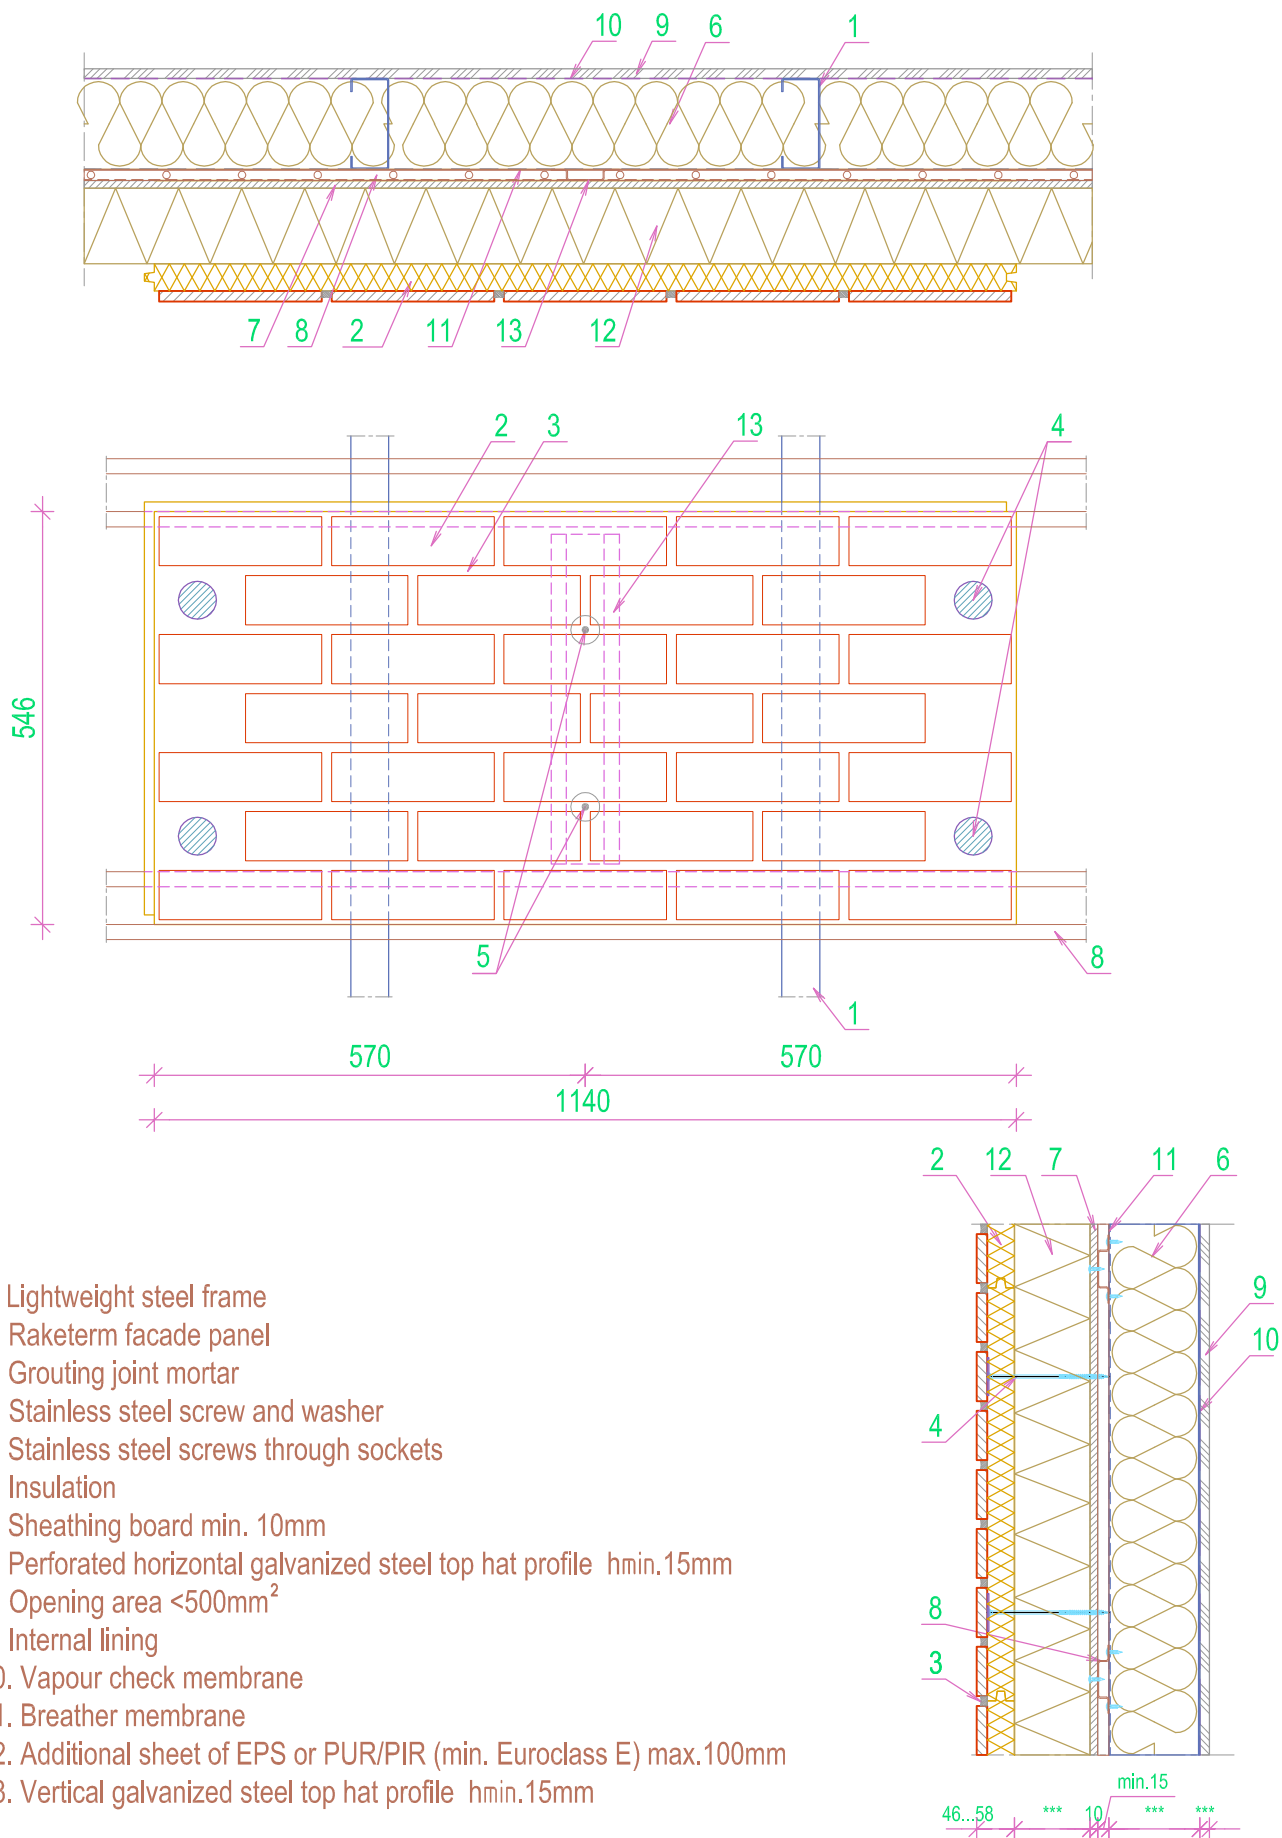 10 9 6 1
7 8 2 11 13 12
2 3 13 4
546
5 8
1
570 570
1140
2 12 7 11 6
9
10
4
8
3
Lightweight steel frame
Raketerm facade panel
Grouting joint mortar
Stainless steel screw and washer
Stainless steel screws through sockets
Insulation
Sheathing board min. 10mm
Perforated horizontal galvanized steel top hat profile hmin.15mm
Opening area <500mm²
Internal lining
0. Vapour check membrane
1. Breather membrane
2. Additional sheet of EPS or PUR/PIR (min. Euroclass E) max.100mm
3. Vertical galvanized steel top hat profile hmin.15mm
min.15
46...58 *** 10 *** ***